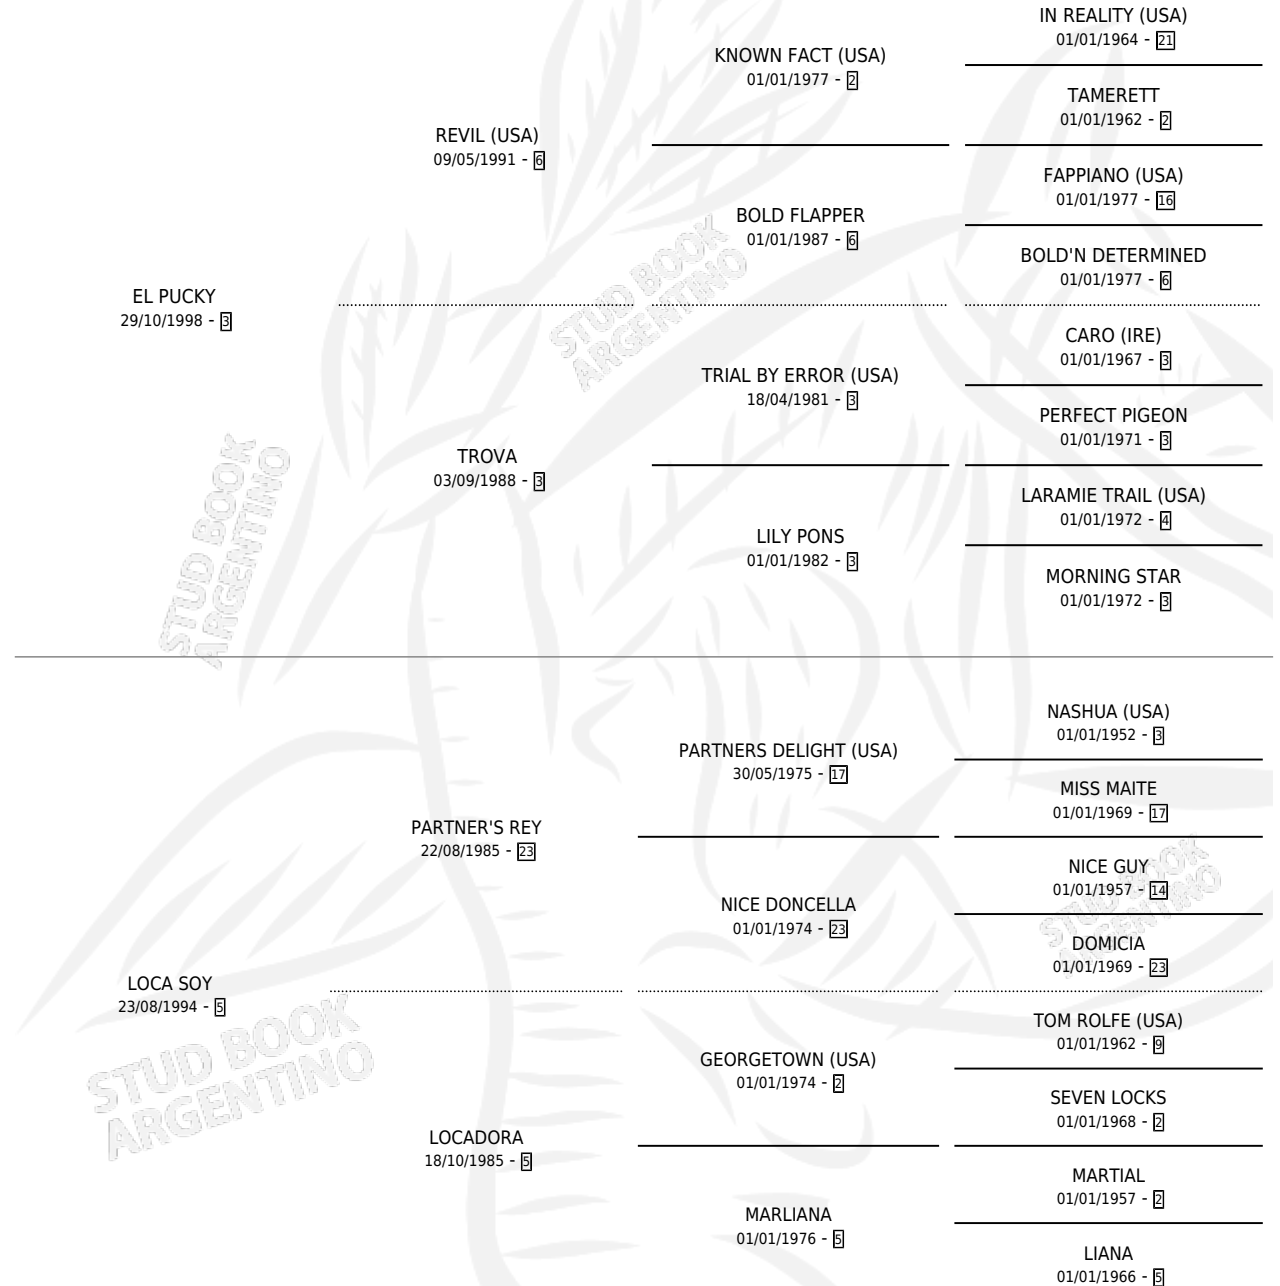 IN REALITY (USA)
01/01/1964 - 21
KNOWN FACT (USA)
01/01/1977 - 2
TAMERETT
01/01/1962 - 2
REVIL (USA)
09/05/1991 - 6
FAPPIANO (USA)
01/01/1977 - 16
BOLD FLAPPER
01/01/1987 - 6
BOLD'N DETERMINED
01/01/1977 - 6
EL PUCKY
29/10/1998 - 3
CARO (IRE)
01/01/1967 - 3
TRIAL BY ERROR (USA)
18/04/1981 - 3
PERFECT PIGEON
01/01/1971 - 3
TROVA
03/09/1988 - 3
LARAMIE TRAIL (USA)
01/01/1972 - 4
LILY PONS
01/01/1982 - 3
MORNING STAR
01/01/1972 - 3
NASHUA (USA)
01/01/1952 - 3
PARTNERS DELIGHT (USA)
30/05/1975 - 17
MISS MAITE
01/01/1969 - 17
PARTNER'S REY
22/08/1985 - 23
NICE GUY
01/01/1957 - 14
NICE DONCELLA
01/01/1974 - 23
DOMICIA
01/01/1969 - 23
LOCA SOY
23/08/1994 - 5
TOM ROLFE (USA)
01/01/1962 - 9
GEORGETOWN (USA)
01/01/1974 - 2
SEVEN LOCKS
01/01/1968 - 2
LOCADORA
18/10/1985 - 5
MARTIAL
01/01/1957 - 2
MARLIANA
01/01/1976 - 5
LIANA
01/01/1966 - 5
STUD BOOK
ARGENTINO
STUD BOOK
ARGENTINO
STUD BOOK
ARGENTINO
STUD BOOK
ARGENTINO